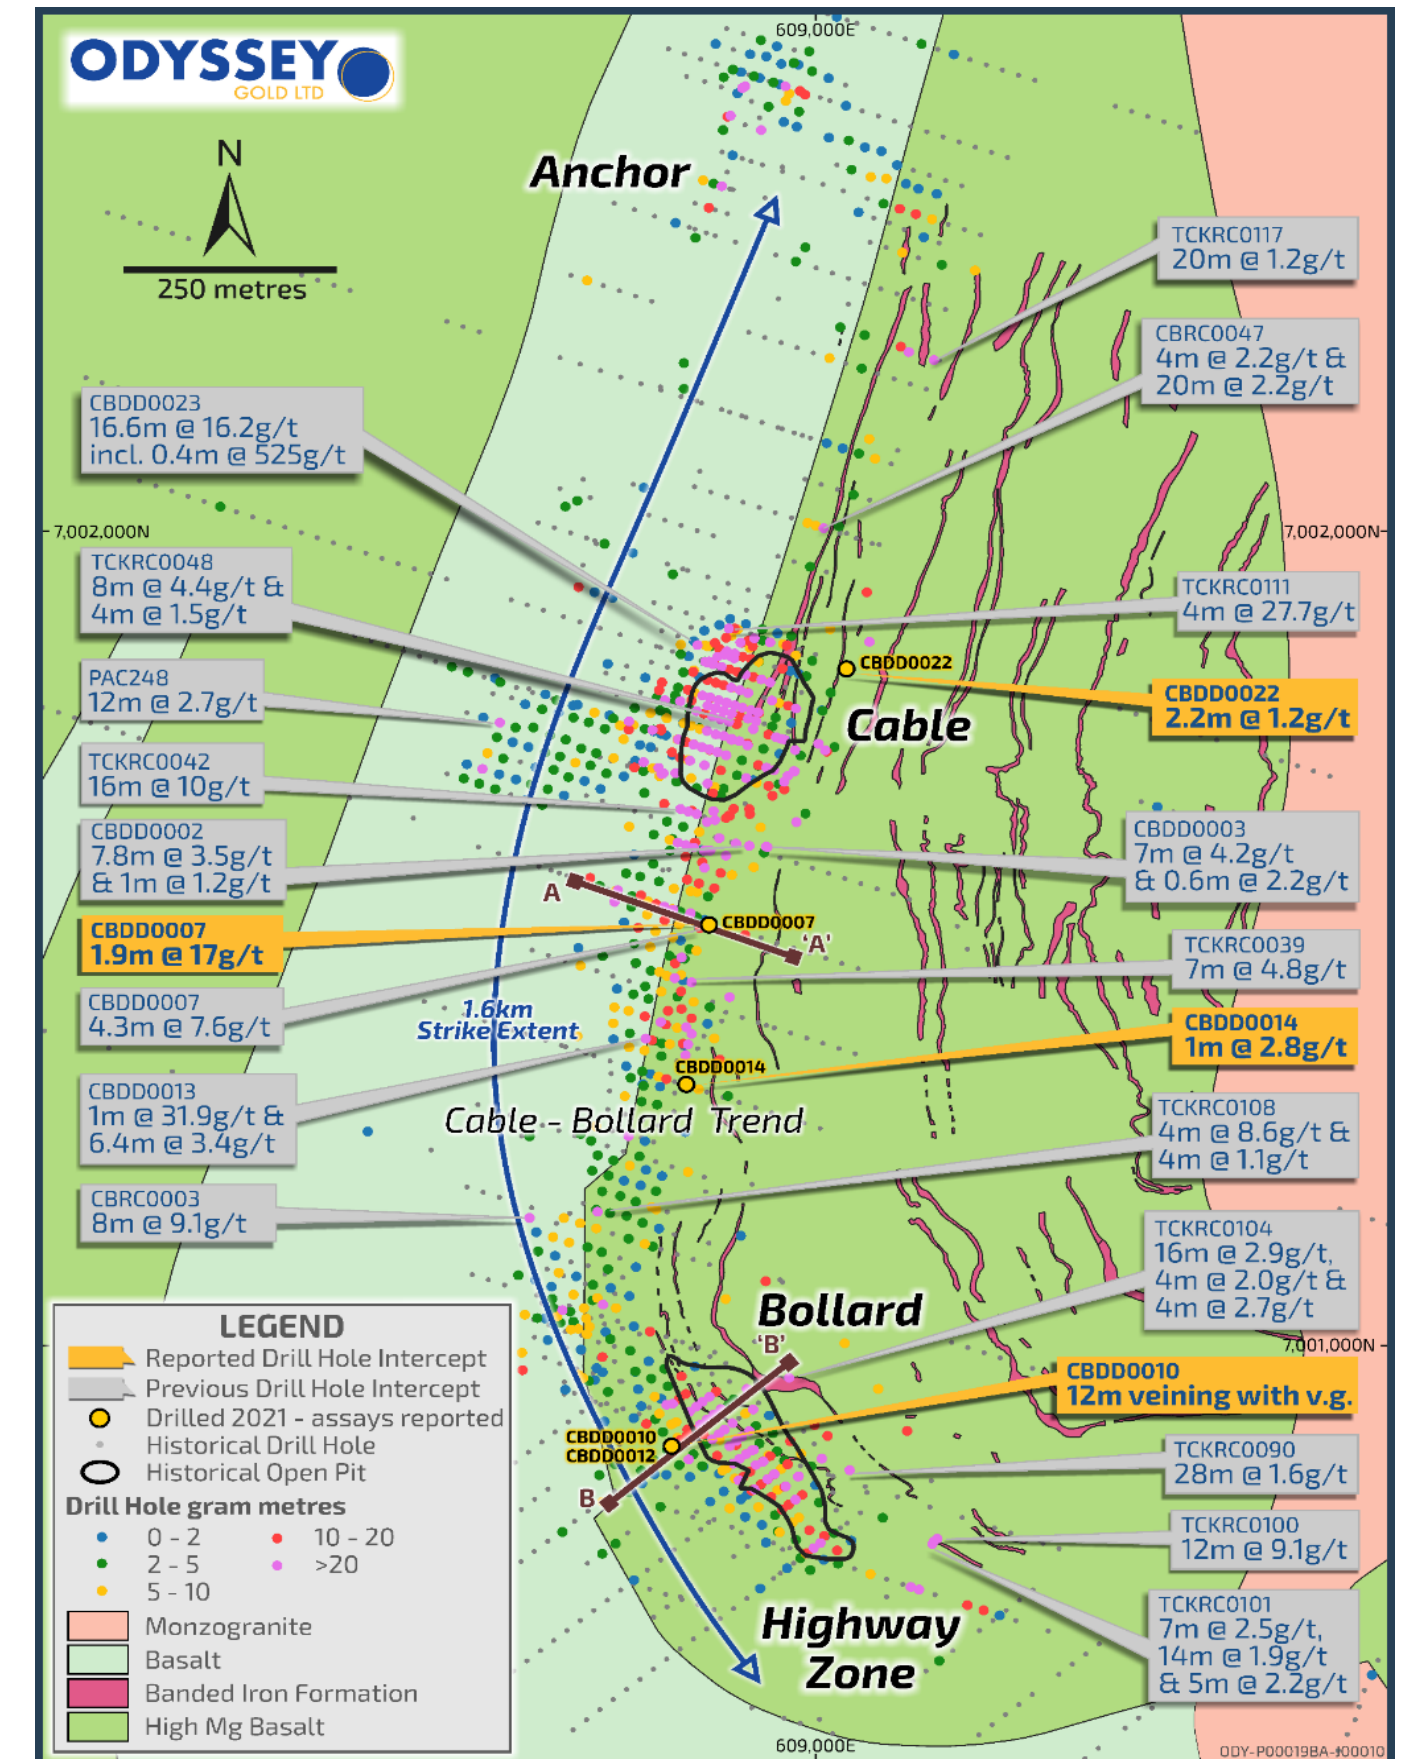 609,000E
ODYSSEY
GOLD LTD
N
250 metres
Anchor
TCKRC0117
20m @ 1.2g/t
CBRC0047
4m @ 2.2g/t &
20m @ 2.2g/t
CBDD0023
16.6m @ 16.2g/t
incl. 0.4m @ 525g/t
7,002,000N
7,002,000N
TCKRC0048
8m @ 4.4g/t &
4m @ 1.5g/t
TCKRC0111
4m @ 27.7g/t
CBDD0022
CBDD0022
2.2m @ 1.2g/t
PAC248
12m @ 2.7g/t
Cable
TCKRC0042
16m @ 10g/t
CBDD0002
7.8m @ 3.5g/t
& 1m @ 1.2g/t
CBDD0003
7m @ 4.2g/t
& 0.6m @ 2.2g/t
A
CBDD0007
'A'
CBDD0007
1.9m @ 17g/t
TCKRC0039
7m @ 4.8g/t
CBDD0007
4.3m @ 7.6g/t
1.6km
Strike Extent
CBDD0014
1m @ 2.8g/t
CBDD0014
CBDD0013
1m @ 31.9g/t &
6.4m @ 3.4g/t
Cable - Bollard Trend
TCKRC0108
4m @ 8.6g/t &
4m @ 1.1g/t
CBRC0003
8m @ 9.1g/t
TCKRC0104
16m @ 2.9g/t,
4m @ 2.0g/t &
4m @ 2.7g/t
Bollard
'B'
7,001,000N
CBDD0010
12m veining with v.g.
CBDD0010
CBDD0012
B
TCKRC0090
28m @ 1.6g/t
TCKRC0100
12m @ 9.1g/t
TCKRC0101
7m @ 2.5g/t,
14m @ 1.9g/t
& 5m @ 2.2g/t
Highway
Zone
LEGEND
Reported Drill Hole Intercept
Previous Drill Hole Intercept
Drilled 2021 - assays reported
Historical Drill Hole
Historical Open Pit
Drill Hole gram metres
0 - 2
10 - 20
2 - 5
>20
5 - 10
Monzogranite
Basalt
Banded Iron Formation
High Mg Basalt
609,000E